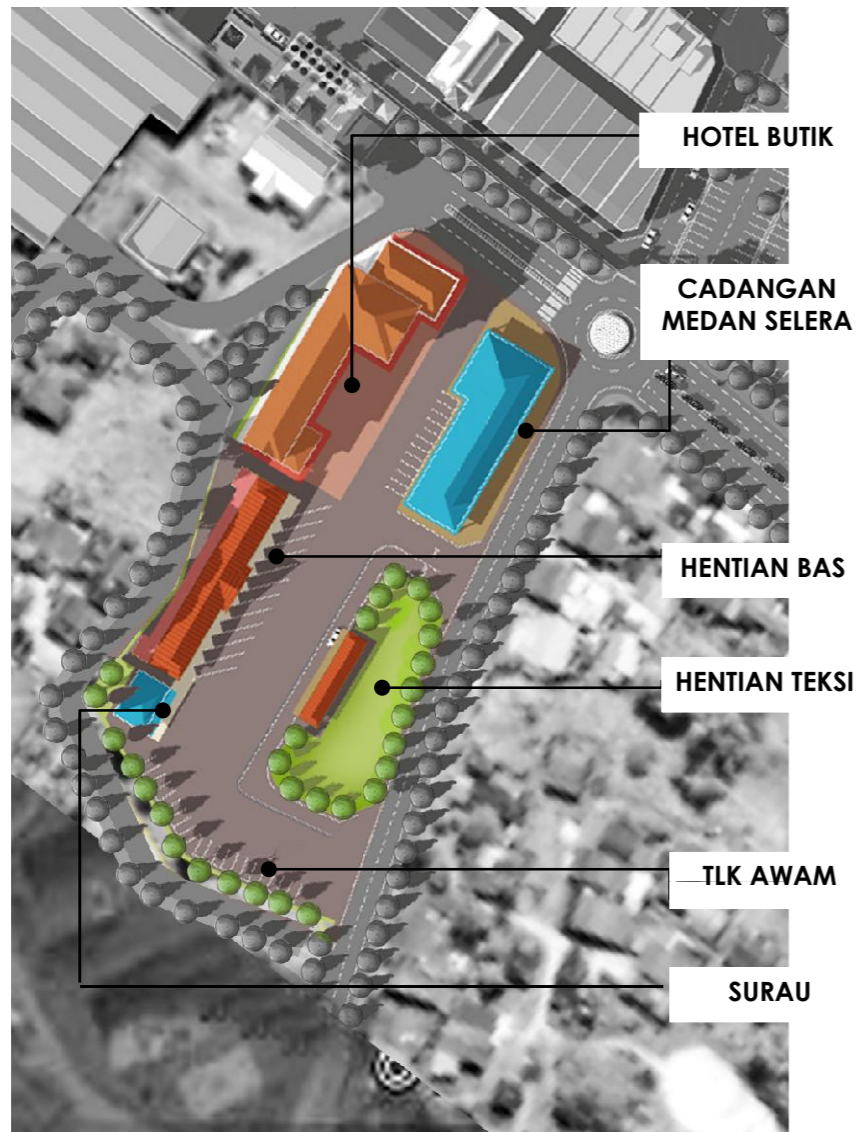 HOTEL BUTIK
CADANGAN
MEDAN SELERA
HENTIAN BAS
HENTIAN TEKSI
TLK AWAM
SURAU